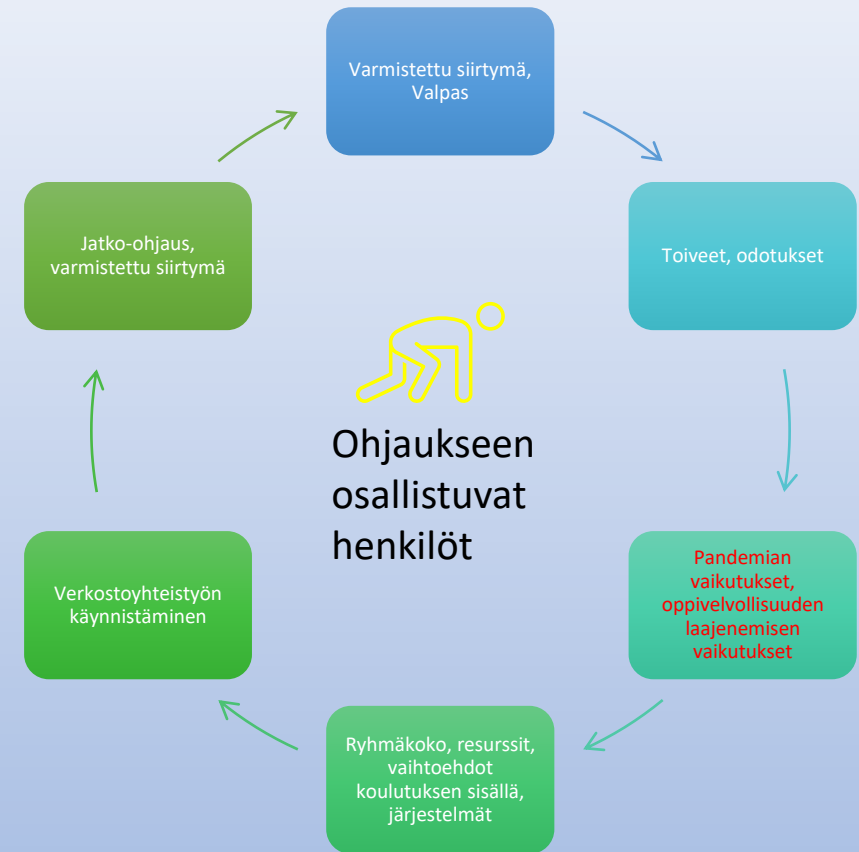 Varmistettu siirtymä,
Valpas
Toiveet, odotukset
Pandemian
vaikutukset,
oppivelvollisuuden
laajenemisen
vaikutukset
Ryhmäkoko, resurssit,
vaihtoehdot
koulutuksen sisällä,
järjestelmät
Verkostoyhteistyön
käynnistäminen
Jatko-ohjaus,
varmistettu siirtymä
Ohjaukseen
osallistuvat
henkilöt